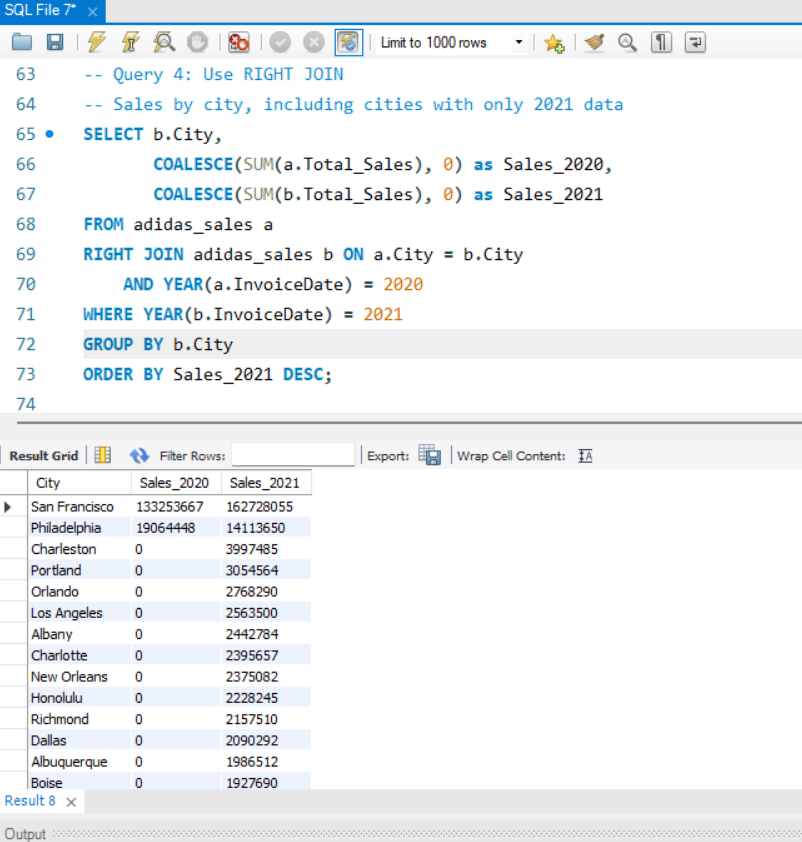 SQL File 7*
Limit to 1000 rows
63 -- Query 4: Use RIGHT JOIN
64 -- Sales by city, including cities with only 2021 data
65 SELECT b.City,
66 COALESCE(SUM(a.Total_Sales), 0) as Sales_2020,
67 COALESCE(SUM(b.Total_Sales), 0) as Sales_2021
68 FROM adidas_sales a
69 RIGHT JOIN adidas_sales b ON a.City = b.City
70 AND YEAR(a.InvoiceDate) = 2020
71 WHERE YEAR(b.InvoiceDate) = 2021
72 GROUP BY b.City
73 ORDER BY Sales_2021 DESC;
74
Result Grid Filter Rows: Export: Wrap Cell Content:
City Sales_2020 Sales_2021
San Francisco 133253667 162728055
Philadelphia 19064448 14113650
Charleston 0 3997485
Portland 0 3054564
Orlando 0 2768290
Los Angeles 0 2563500
Albany 0 2442784
Charlotte 0 2395657
New Orleans 0 2375082
Honolulu 0 2228245
Richmond 0 2157510
Dallas 0 2090292
Albuquerque 0 1986512
Boise 0 1927690
Result 8
Output